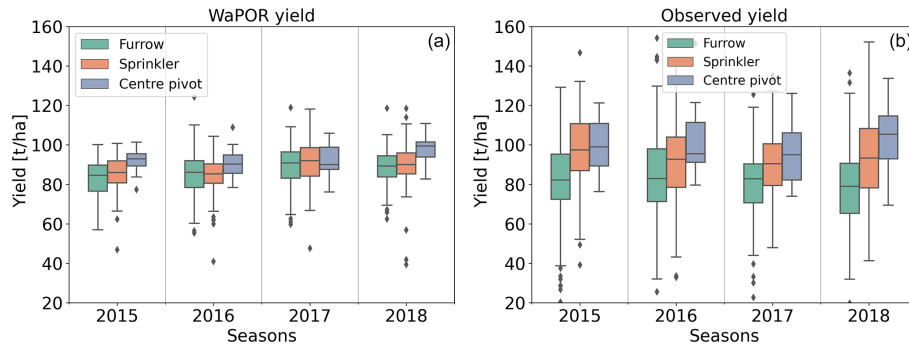 WaPOR yield
(a)
Furrow
Sprinkler
Centre pivot
160
140
120
100
80
60
40
20
Yield [t/ha]
2015 2016 2017 2018
Seasons
Observed yield
(b)
Furrow
Sprinkler
Centre pivot
160
140
120
100
80
60
40
20
Yield [t/ha]
2015 2016 2017 2018
Seasons